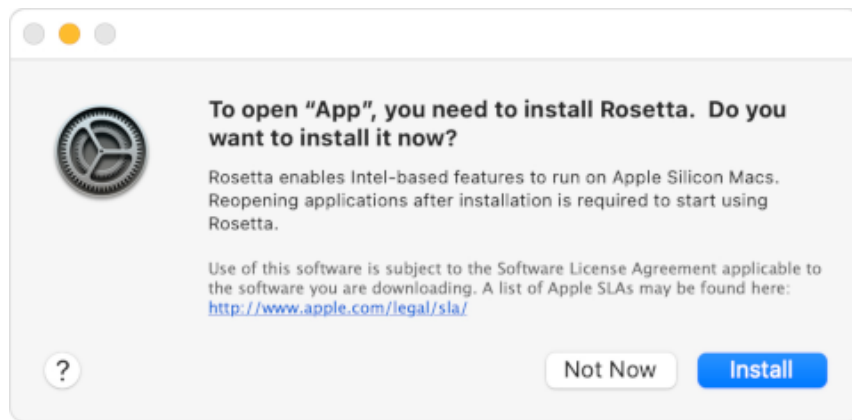 To open “App”, you need to install Rosetta.  Do you
want to install it now?
Rosetta enables Intel-based features to run on Apple Silicon Macs.
Reopening applications after installation is required to start using
Rosetta.
Use of this software is subject to the Software License Agreement applicable to
the software you are downloading. A list of Apple SLAs may be found here:
http://www.apple.com/legal/sla/
? Not Now Install